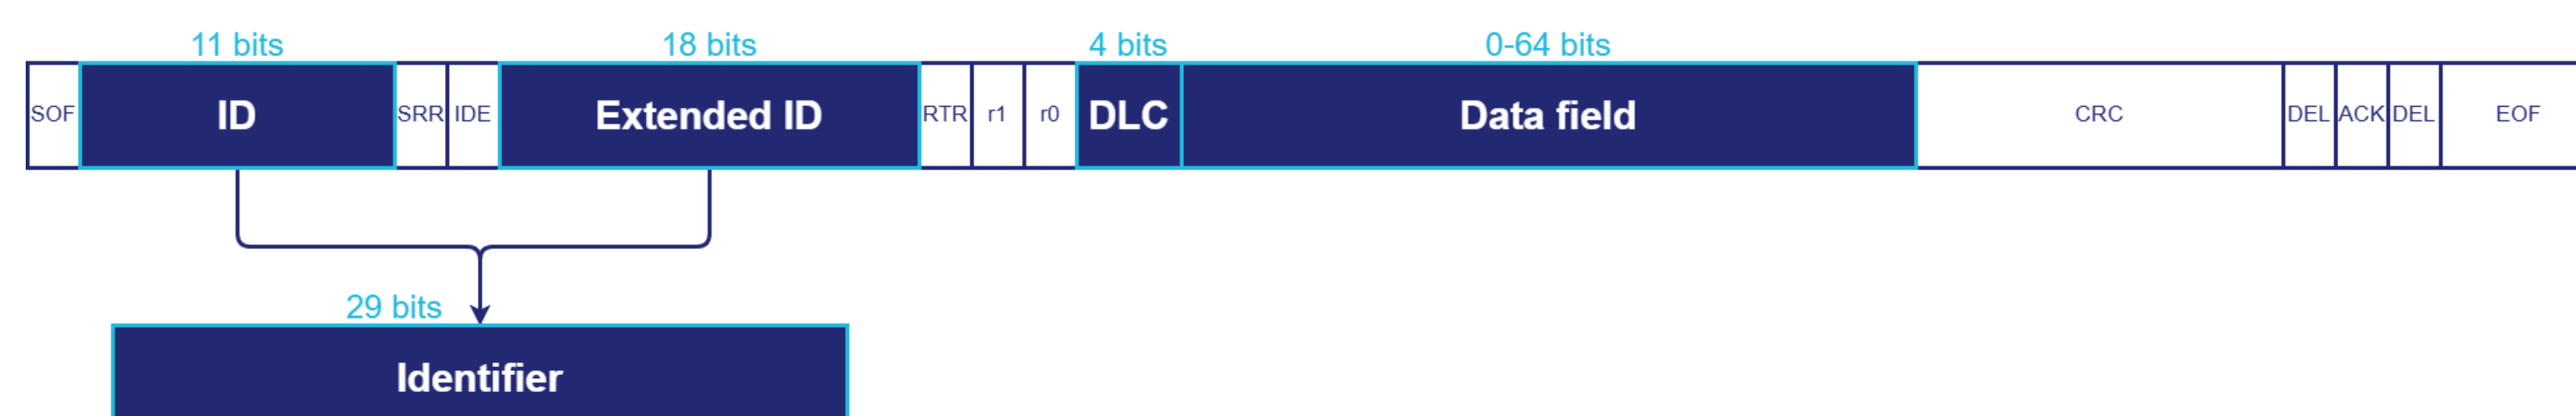 11 bits 18 bits 4 bits 0-64 bits
SOF ID SRR IDE Extended ID RTR r1 r0 DLC Data field CRC DEL ACK DEL EOF
29 bits
Identifier